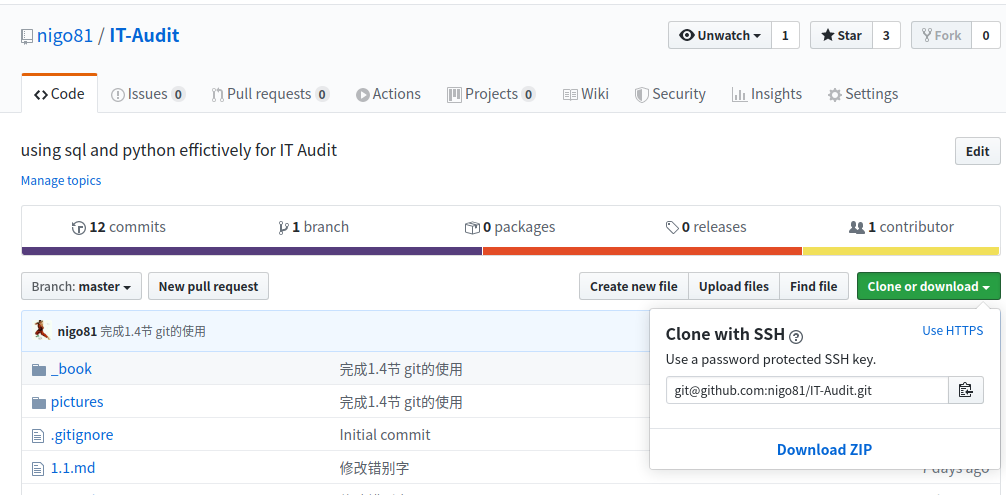 nigo81 / IT-Audit
Unwatch 1 Star 3 Fork 0
Code Issues 0 Pull requests 0 Actions Projects 0 Wiki Security Insights Settings
using sql and python effictively for IT Audit Edit
Manage topics
12 commits 1 branch 0 packages 0 releases 1 contributor
Branch: master New pull request Create new file Upload files Find file Clone or download
nigo81 完成1.4节 git的使用
Clone with SSH ? Use HTTPS
Use a password protected SSH key.
git@github.com:nigo81/IT-Audit.git
Download ZIP
_book 完成1.4节 git的使用
pictures 完成1.4节 git的使用
.gitignore Initial commit
1.1.md 修改错别字 7 days ago